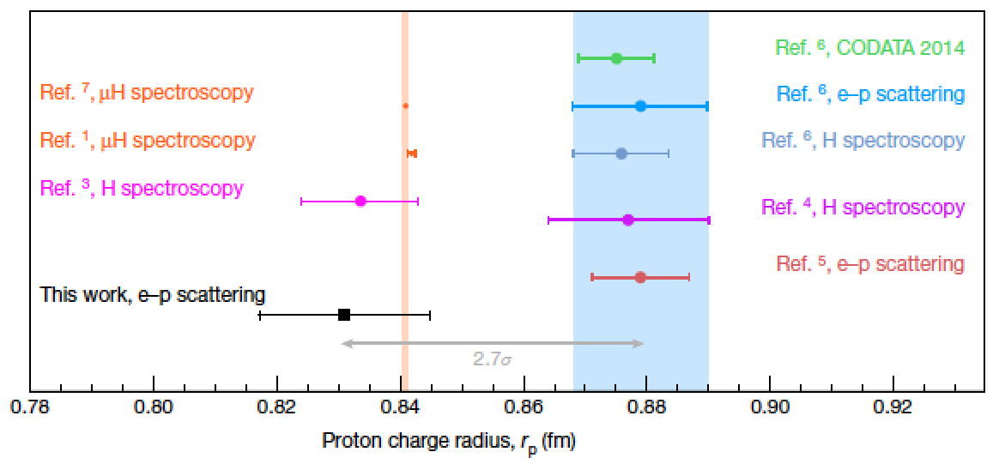 Ref. ⁶, CODATA 2014
Ref. ⁷, μH spectroscopy
Ref. ⁶, e–p scattering
Ref. ¹, μH spectroscopy
Ref. ⁶, H spectroscopy
Ref. ³, H spectroscopy
Ref. ⁴, H spectroscopy
Ref. ⁵, e–p scattering
This work, e–p scattering
2.7σ
0.78 0.80 0.82 0.84 0.86 0.88 0.90 0.92
Proton charge radius, rₚ (fm)